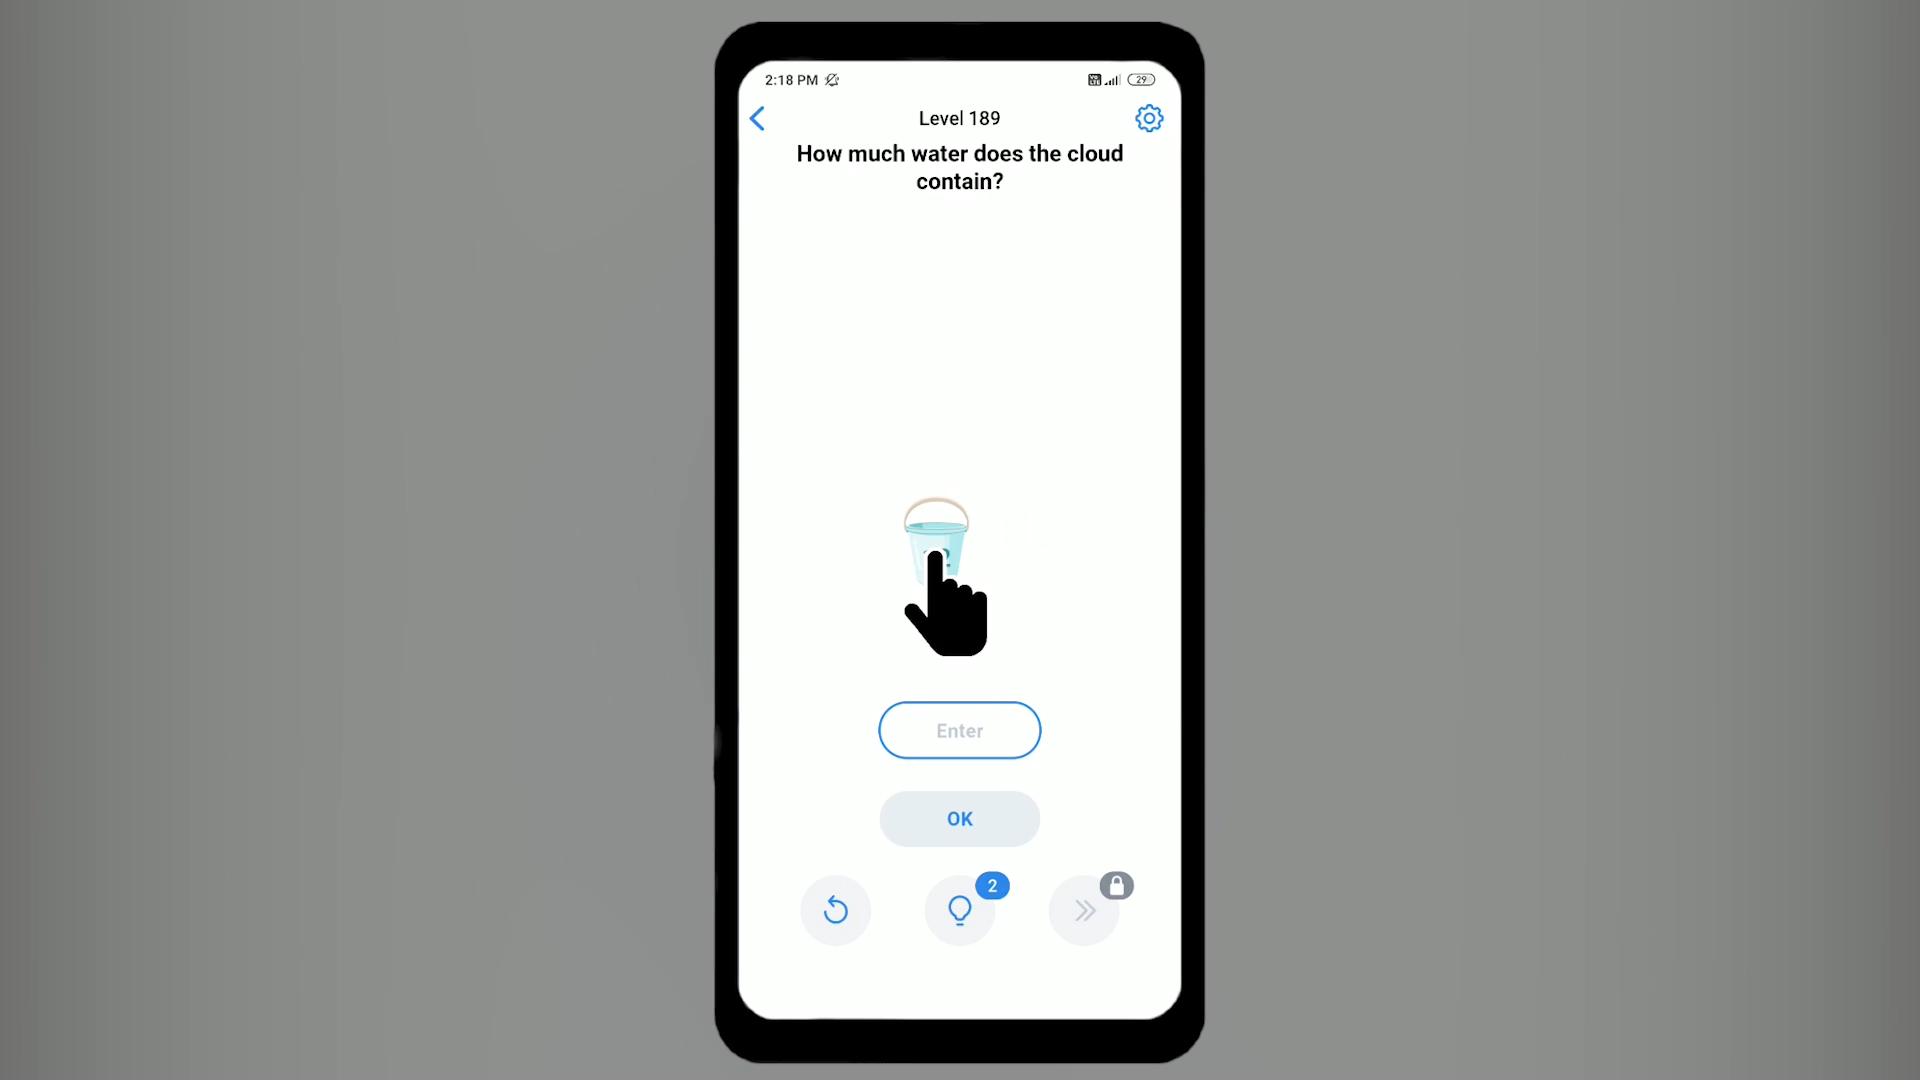 2:18 PM
29
Level 189
How much water does the cloud
contain?
Enter
OK
2